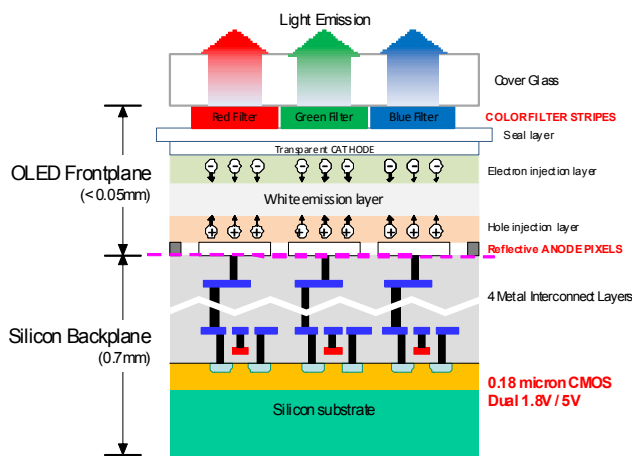 Light Emission
Cover Glass
Red Filter
Green Filter
Blue Filter
COLOR FILTER STRIPES
Seal layer
Transparent CATHODE
OLED Frontplane
(<0.05mm)
Electron injection layer
White emission layer
Hole injection layer
Reflective ANODE PIXELS
4 Metal Interconnect Layers
Silicon Backplane
(0.7mm)
0.18 micron CMOS
Dual 1.8V / 5V
Silicon substrate